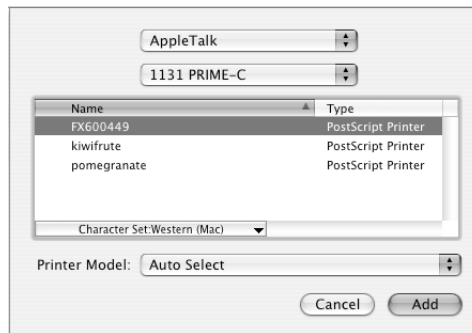 AppleTalk
1131 PRIME-C
Name Type
FX600449 PostScript Printer
kiwifrute PostScript Printer
pomegranate PostScript Printer
Character Set:Western (Mac)
Printer Model: Auto Select
Cancel Add